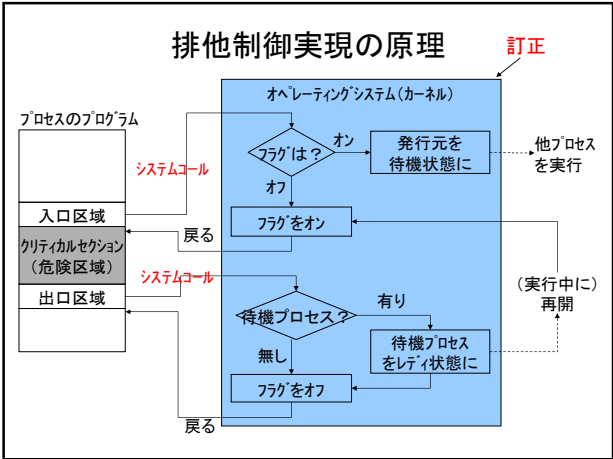 排他制御実現の原理
訂正
オペレーティングシステム(カーネル)
プロセスのプログラム
システムコール
フラグは？
オン
発行元を
待機状態に
他プロセス
を実行
オフ
入口区域
フラグをオン
戻る
クリティカルセクション
(危険区域)
システムコール
出口区域
待機プロセス？
有り
(実行中に)
再開
無し
待機プロセス
をレディ状態に
フラグをオフ
戻る